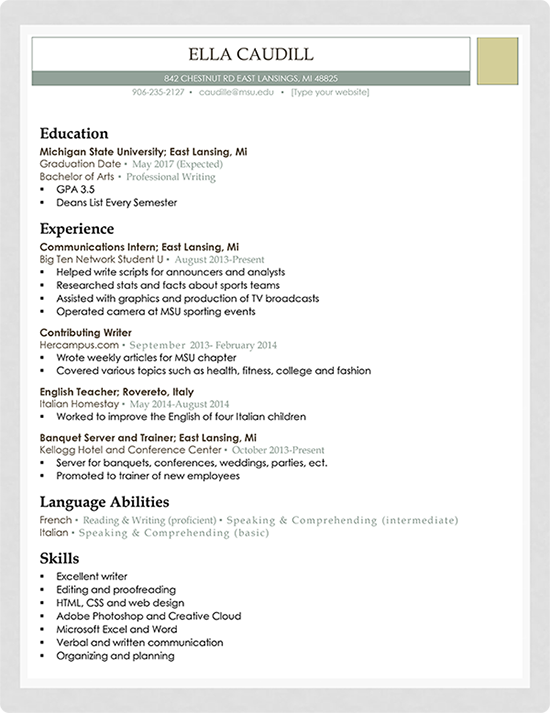 ELLA CAUDILL
842 CHESTNUT RD EAST LANSINGS, MI 48825
906-235-2127 • caudille@msu.edu • [Type your website]
Education
Michigan State University; East Lansing, Mi
Graduation Date • May 2017 (Expected)
Bachelor of Arts • Professional Writing
▪ GPA 3.5
▪ Deans List Every Semester
Experience
Communications Intern; East Lansing, Mi
Big Ten Network Student U • August 2013-Present
▪ Helped write scripts for announcers and analysts
▪ Researched stats and facts about sports teams
▪ Assisted with graphics and production of TV broadcasts
▪ Operated camera at MSU sporting events
Contributing Writer
Hercampus.com • September 2013- February 2014
▪ Wrote weekly articles for MSU chapter
▪ Covered various topics such as health, fitness, college and fashion
English Teacher; Rovereto, Italy
Italian Homestay • May 2014-August 2014
▪ Worked to improve the English of four Italian children
Banquet Server and Trainer; East Lansing, Mi
Kellogg Hotel and Conference Center • October 2013-Present
▪ Server for banquets, conferences, weddings, parties, ect.
▪ Promoted to trainer of new employees
Language Abilities
French • Reading & Writing (proficient) • Speaking & Comprehending (intermediate)
Italian • Speaking & Comprehending (basic)
Skills
▪ Excellent writer
▪ Editing and proofreading
▪ HTML, CSS and web design
▪ Adobe Photoshop and Creative Cloud
▪ Microsoft Excel and Word
▪ Verbal and written communication
▪ Organizing and planning